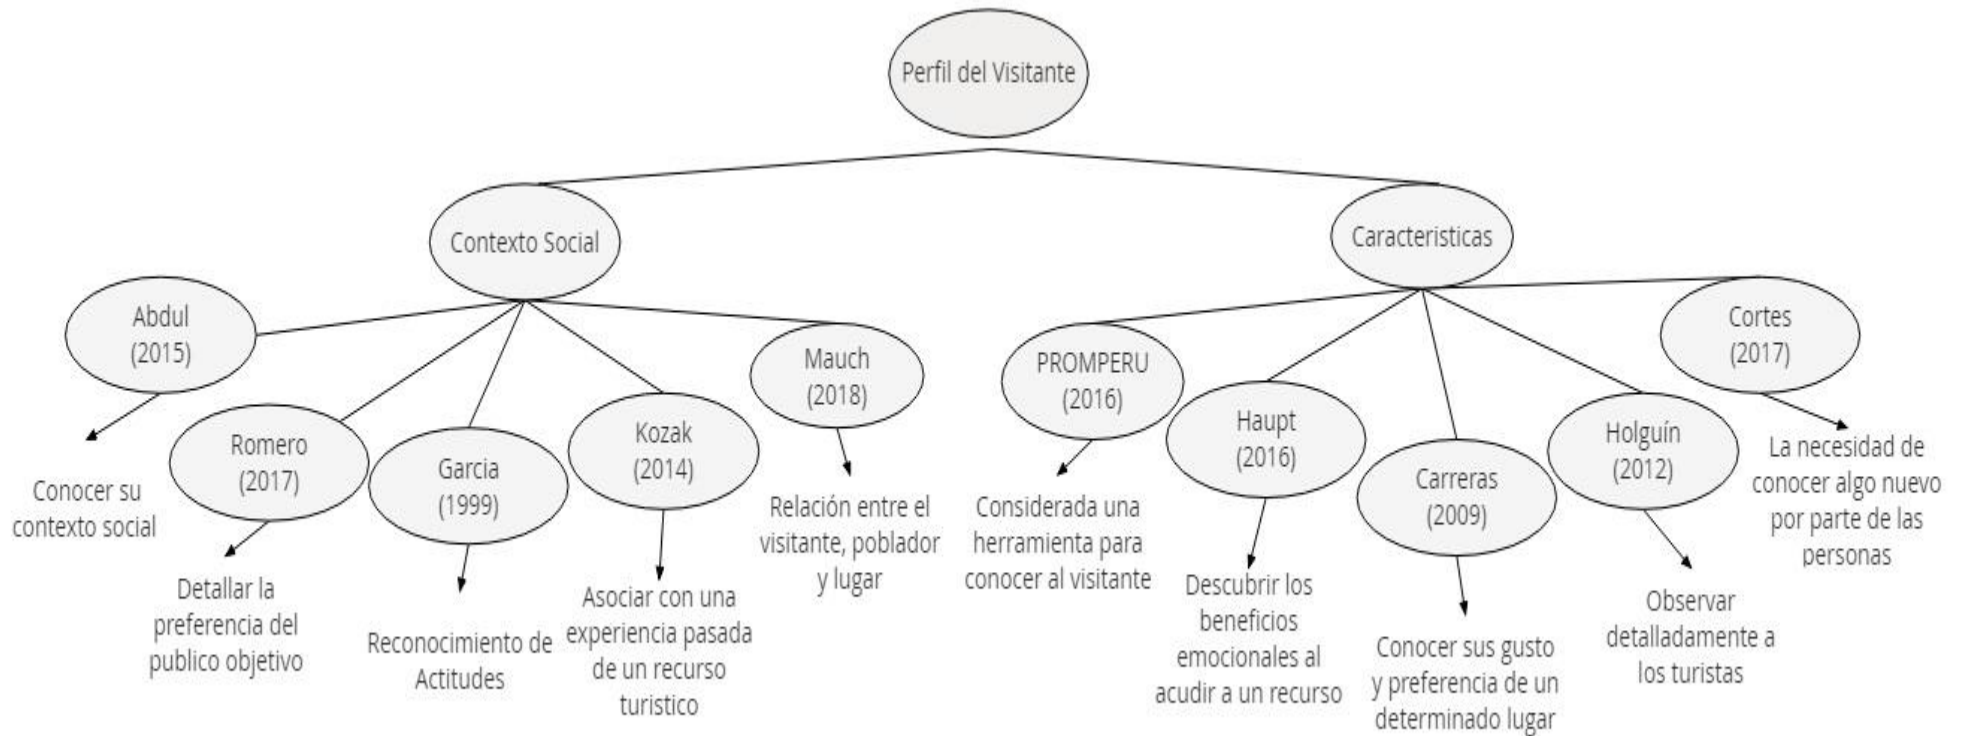 Perfil del Visitante
Contexto Social
Caracteristicas
Abdul
(2015)
Conocer su
contexto social
Romero
(2017)
Detallar la
preferencia del
publico objetivo
Garcia
(1999)
Reconocimiento de
Actitudes
Kozak
(2014)
Asociar con una
experiencia pasada
de un recurso
turistico
Mauch
(2018)
Relación entre el
visitante, poblador
y lugar
PROMPERU
(2016)
Considerada una
herramienta para
conocer al visitante
Haupt
(2016)
Descubrir los
beneficios
emocionales al
acudir a un recurso
Carreras
(2009)
Conocer sus gusto
y preferencia de un
determinado lugar
Holguín
(2012)
Observar
detalladamente a
los turistas
Cortes
(2017)
La necesidad de
conocer algo nuevo
por parte de las
personas